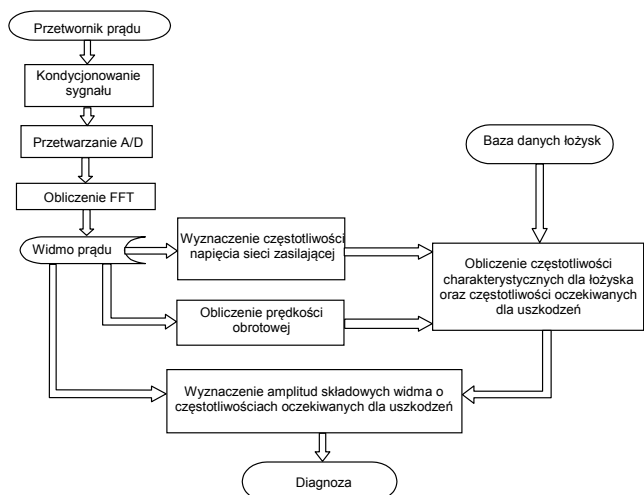 Przetwornik prądu
Kondycjonowanie
sygnału
Przetwarzanie A/D
Baza danych łożysk
Obliczenie FFT
Widmo prądu
Wyznaczenie częstotliwości
napięcia sieci zasilającej
Obliczenie częstotliwości
charakterystycznych dla łożyska
oraz częstotliwości oczekiwanych
dla uszkodzeń
Obliczenie prędkości
obrotowej
Wyznaczenie amplitud składowych widma o
częstotliwościach oczekiwanych dla uszkodzeń
Diagnoza